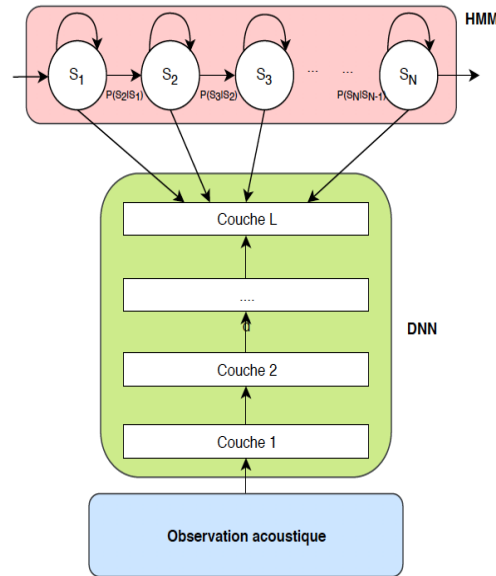 HMM
S1 S2 S3 ... ... SN
P(S2|S1) P(S3|S2) P(SN|SN-1)
Couche L
....
DNN
Couche 2
Couche 1
Observation acoustique